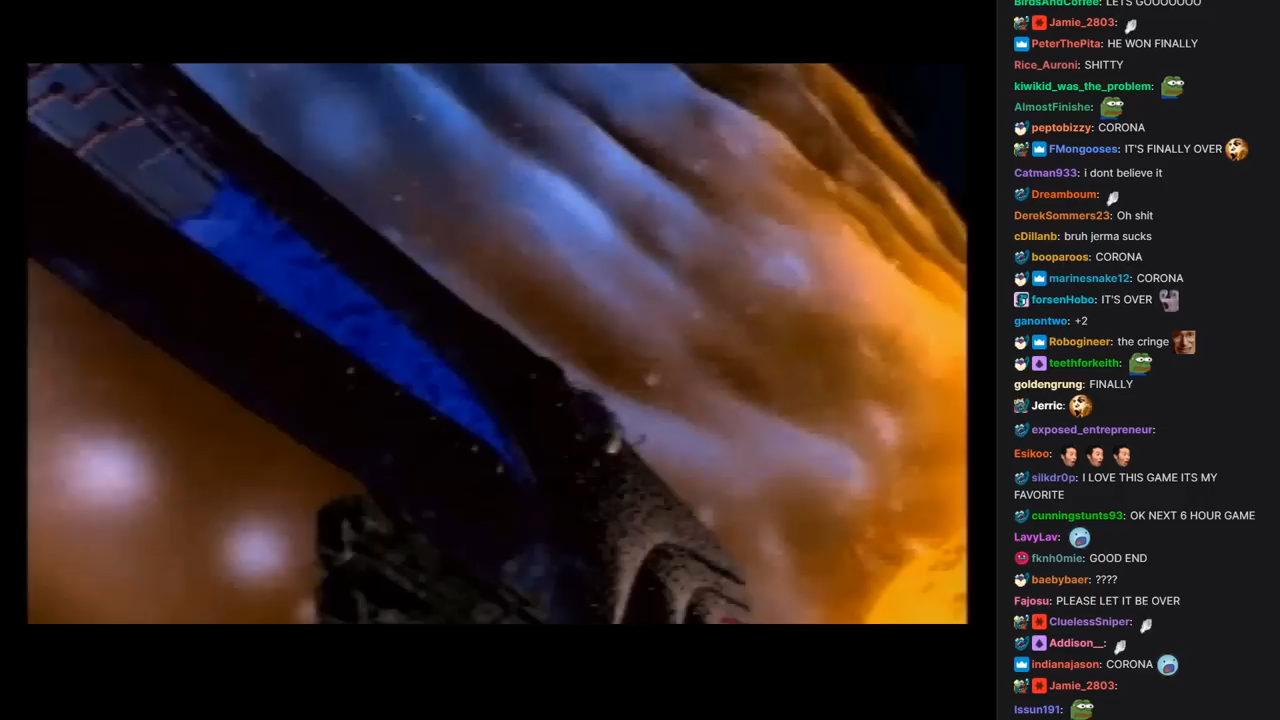 BirdsAndCoffee: LETS GOOOOOOO
Jamie_2803:
PeterThePita: HE WON FINALLY
Rice_Auroni: SHITTY
kiwikid_was_the_problem:
AlmostFinishe:
peptobizzy: CORONA
FMongooses: IT'S FINALLY OVER
Catman933: i dont believe it
Dreamboum:
DerekSommers23: Oh shit
cDillanb: bruh jerma sucks
booparoos: CORONA
marinesnake12: CORONA
forsenHobo: IT'S OVER
ganontwo: +2
Robogineer: the cringe
teethforkeith:
goldengrung: FINALLY
Jerric:
exposed_entrepreneur:
Esikoo:
silkdr0p: I LOVE THIS GAME ITS MY
FAVORITE
cunningstunts93: OK NEXT 6 HOUR GAME
LavyLav:
fknh0mie: GOOD END
baebybaer: ????
Fajosu: PLEASE LET IT BE OVER
CluelessSniper:
Addison__:
indianajason: CORONA
Jamie_2803:
Issun191: